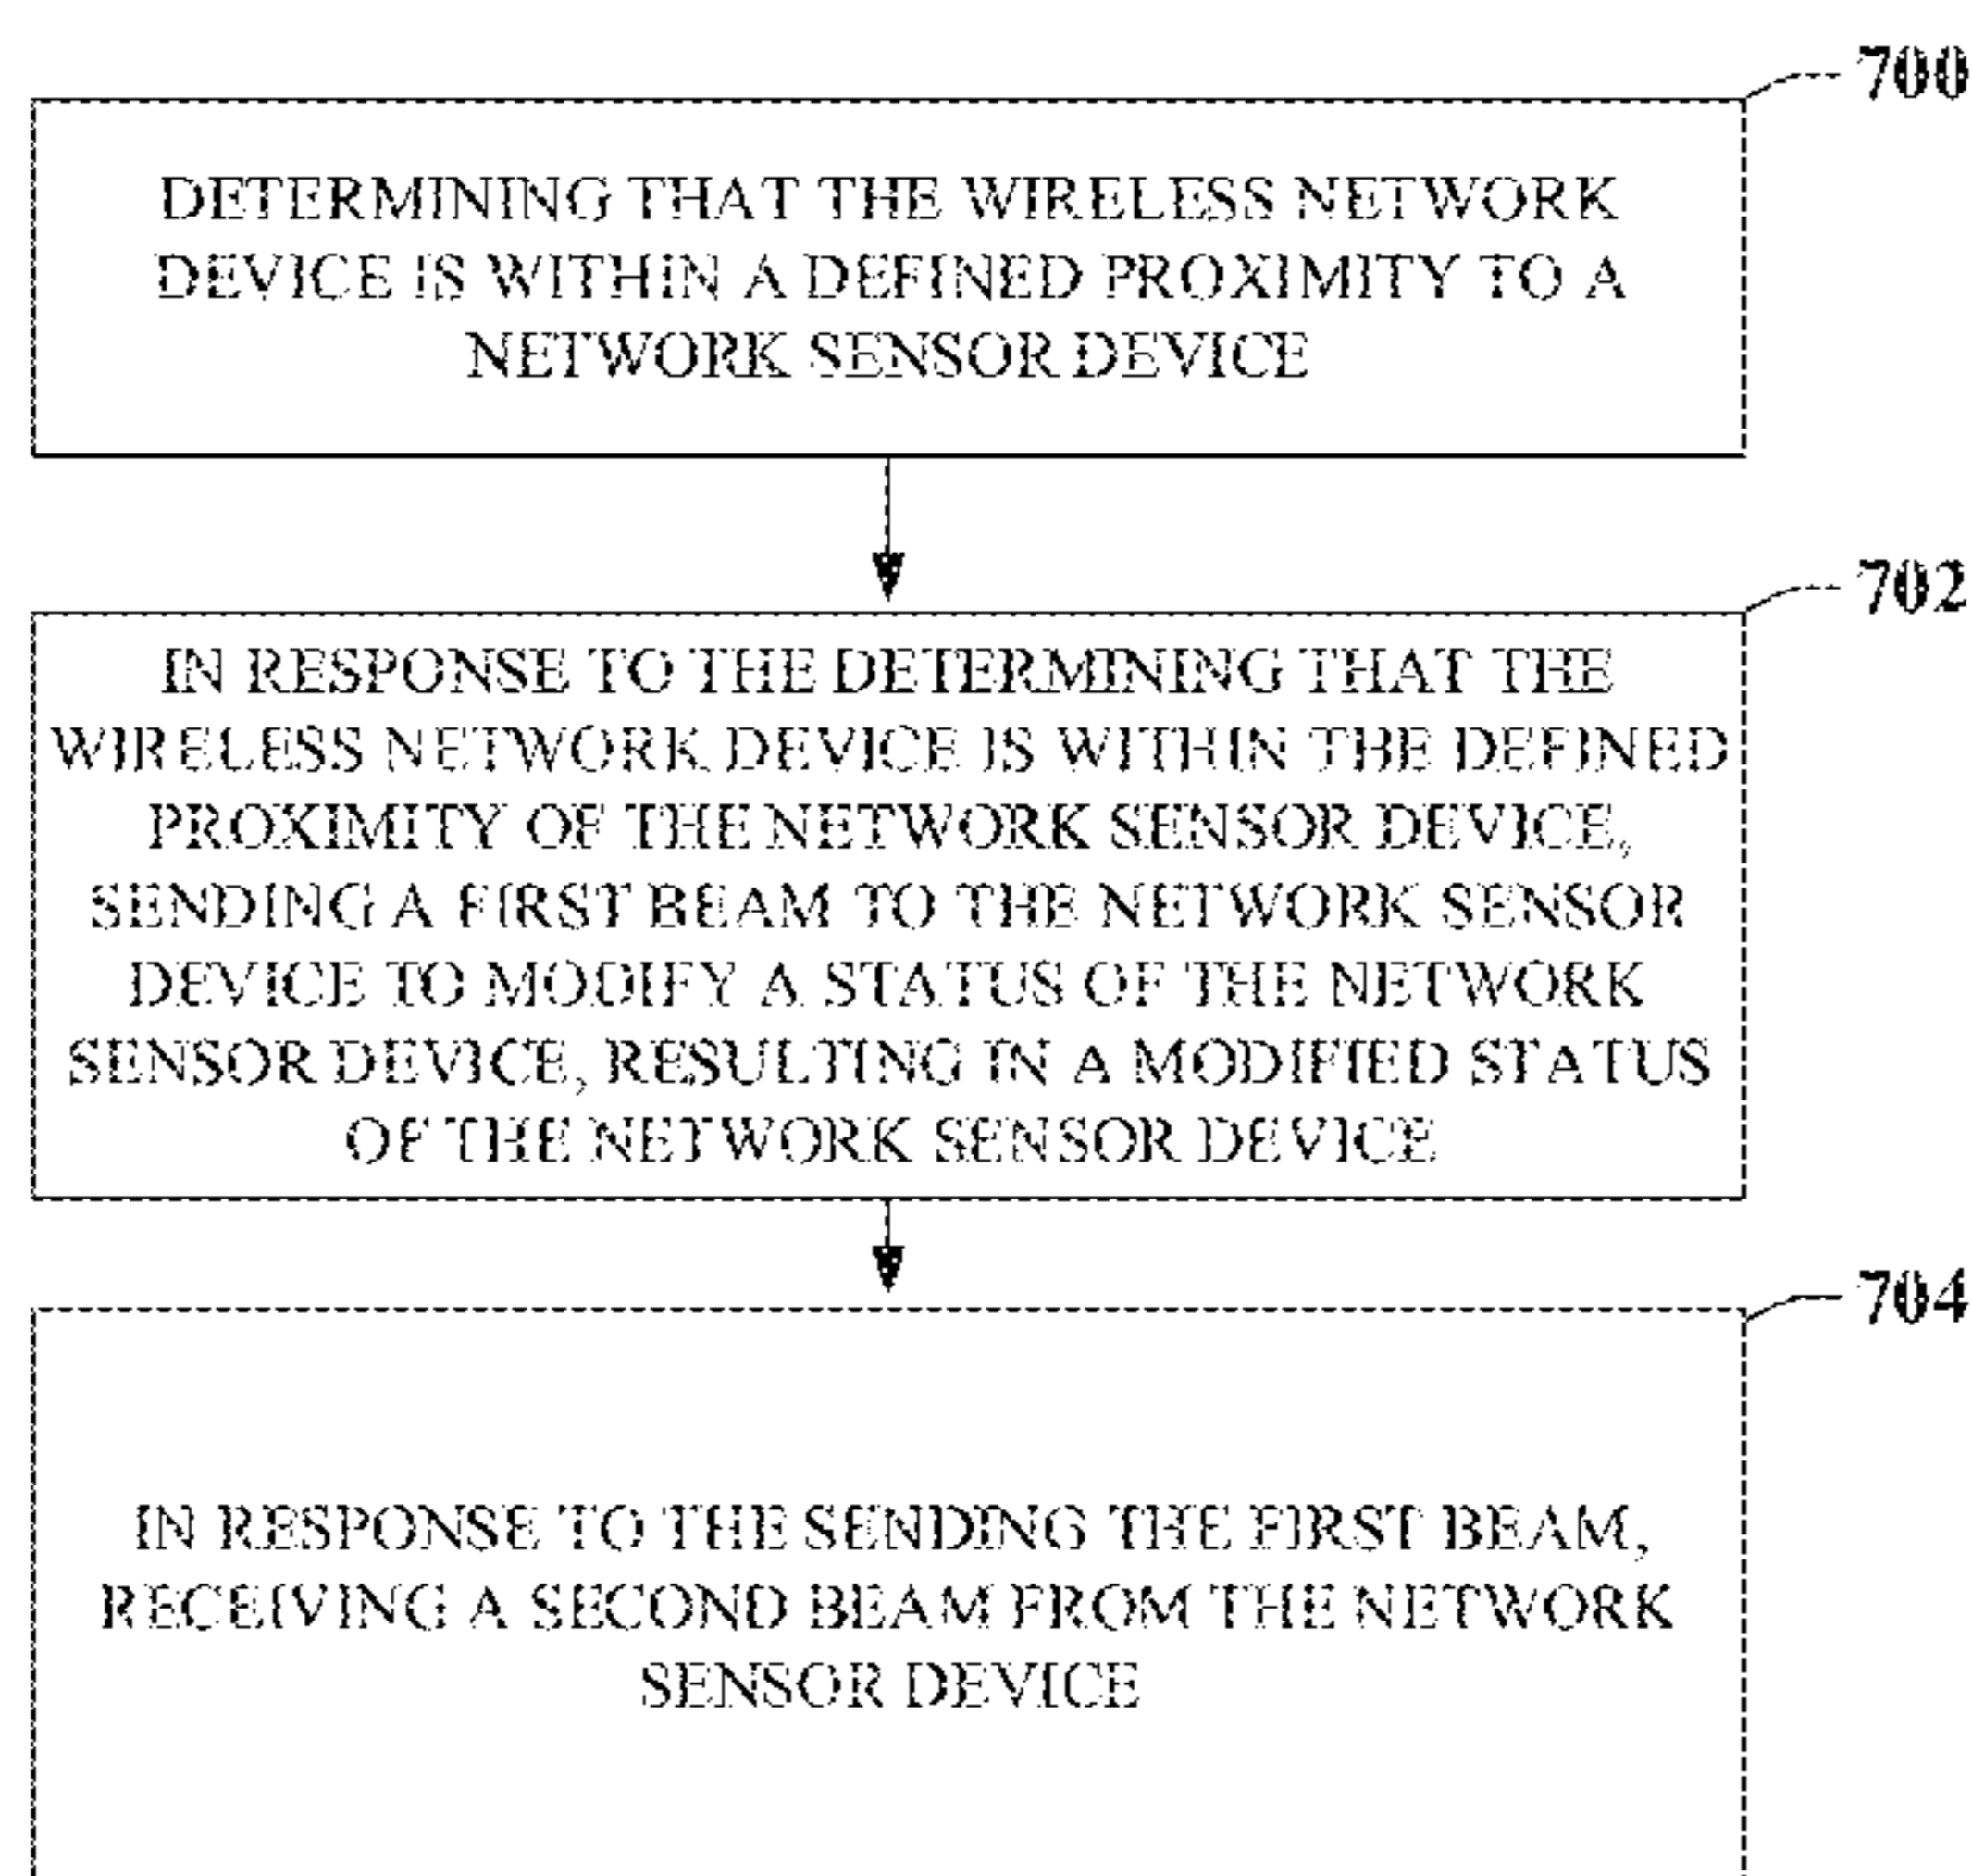 700
DETERMINING THAT THE WIRELESS NETWORK
DEVICE IS WITHIN A DEFINED PROXIMITY TO A
NETWORK SENSOR DEVICE
702
IN RESPONSE TO THE DETERMINING THAT THE
WIRELESS NETWORK DEVICE IS WITHIN THE DEFINED
PROXIMITY OF THE NETWORK SENSOR DEVICE,
SENDING A FIRST BEAM TO THE NETWORK SENSOR
DEVICE TO MODIFY A STATUS OF THE NETWORK
SENSOR DEVICE, RESULTING IN A MODIFIED STATUS
OF THE NETWORK SENSOR DEVICE
704
IN RESPONSE TO THE SENDING THE FIRST BEAM,
RECEIVING A SECOND BEAM FROM THE NETWORK
SENSOR DEVICE